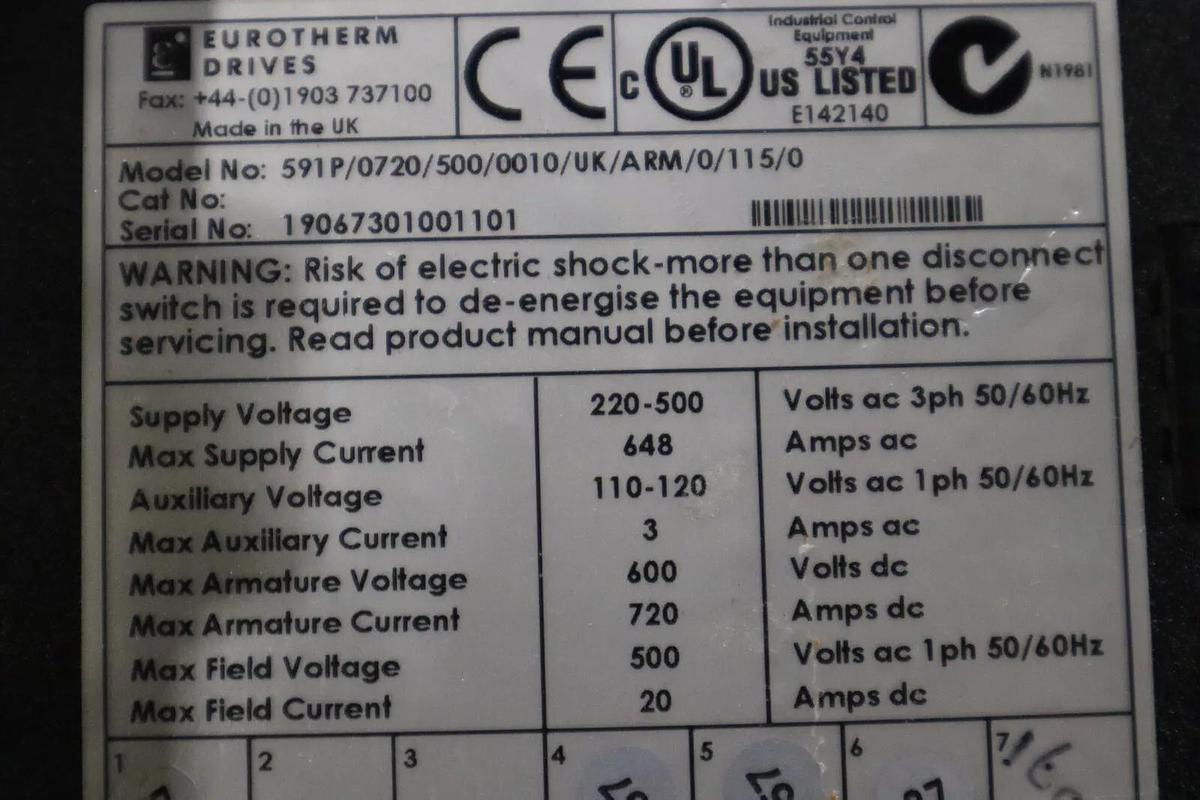 EUROTHERM
DRIVES
Fax: +44-(0)1903 737100
Made in the UK
CE
C UL ® US LISTED
Industrial Control
Equipment
55Y4
E142140
N1981
Model No: 591P/0720/500/0010/UK/ARM/0/115/0
Cat No:
Serial No: 19067301001101
WARNING: Risk of electric shock-more than one disconnect
switch is required to de-energise the equipment before
servicing. Read product manual before installation.
Supply Voltage 220-500 Volts ac 3ph 50/60Hz
Max Supply Current 648 Amps ac
Auxiliary Voltage 110-120 Volts ac 1ph 50/60Hz
Max Auxiliary Current 3 Amps ac
Max Armature Voltage 600 Volts dc
Max Armature Current 720 Amps dc
Max Field Voltage 500 Volts ac 1ph 50/60Hz
Max Field Current 20 Amps dc
1 2 3 4 5 6 7